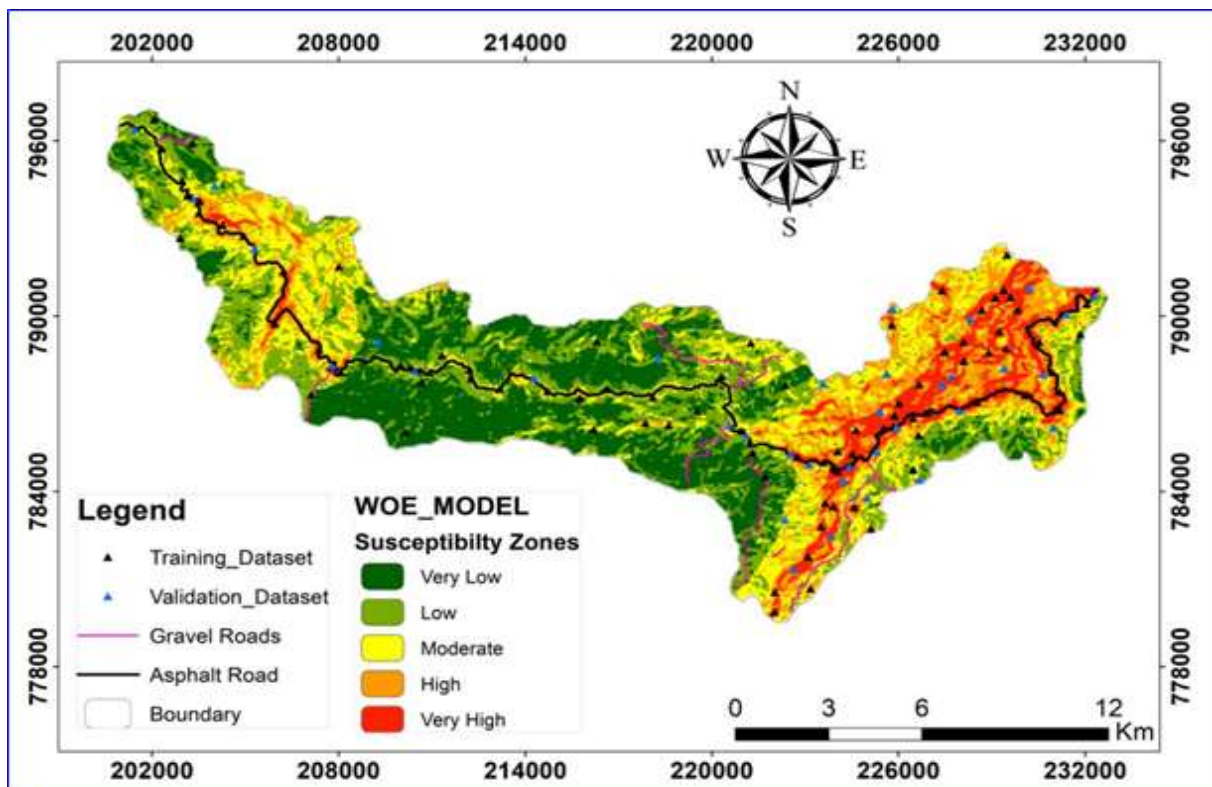 202000 208000 214000 220000 226000 232000
796000 796000
N
W E
S
790000 790000
784000 784000
778000 778000
Legend
Training_Dataset
Validation_Dataset
Gravel Roads
Asphalt Road
Boundary
WOE_MODEL
Susceptibilty Zones
Very Low
Low
Moderate
High
Very High
0 3 6 12
Km
202000 208000 214000 220000 226000 232000